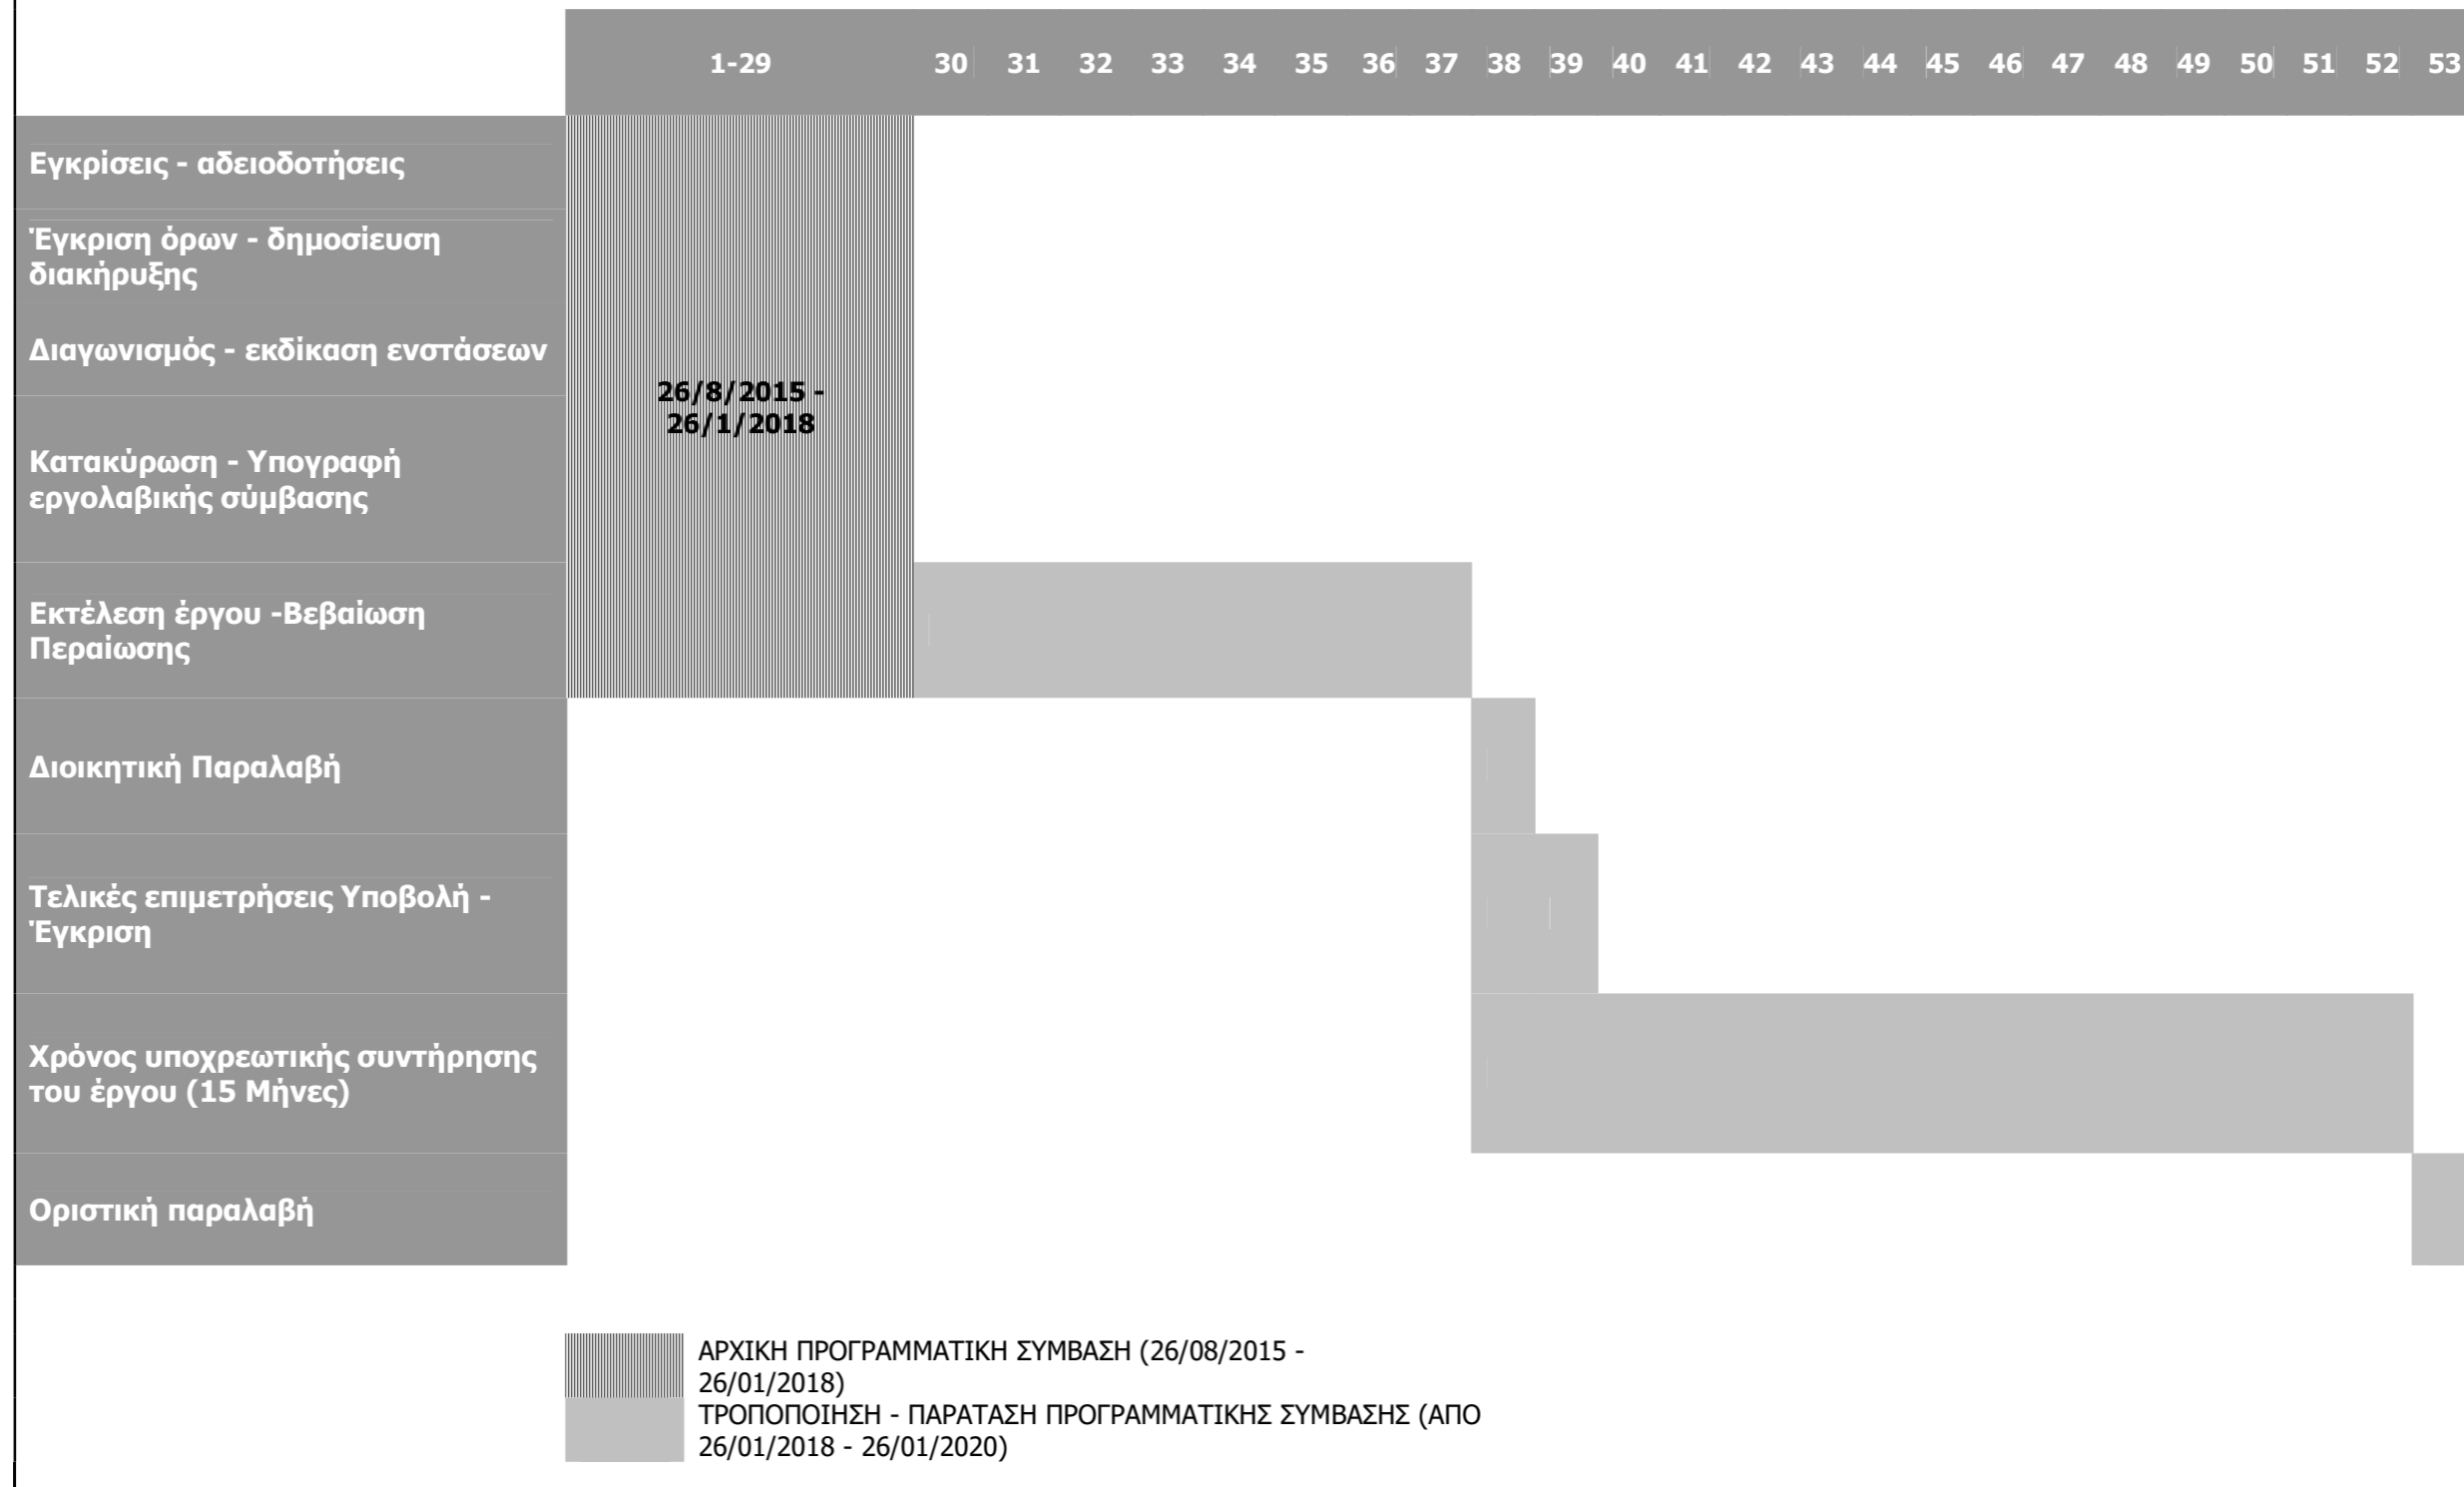 1-29 30 31 32 33 34 35 36 37 38 39 40 41 42 43 44 45 46 47 48 49 50 51 52 53
Εγκρίσεις - αδειοδοτήσεις
Έγκριση όρων - δημοσίευση
διακήρυξης
Διαγωνισμός - εκδίκαση ενστάσεων
26/8/2015 -
26/1/2018
Κατακύρωση - Υπογραφή
εργολαβικής σύμβασης
Εκτέλεση έργου -Βεβαίωση
Περαίωσης
Διοικητική Παραλαβή
Τελικές επιμετρήσεις Υποβολή -
Έγκριση
Χρόνος υποχρεωτικής συντήρησης
του έργου (15 Μήνες)
Οριστική παραλαβή
ΑΡΧΙΚΗ ΠΡΟΓΡΑΜΜΑΤΙΚΗ ΣΥΜΒΑΣΗ (26/08/2015 -
26/01/2018)
ΤΡΟΠΟΠΟΙΗΣΗ - ΠΑΡΑΤΑΣΗ ΠΡΟΓΡΑΜΜΑΤΙΚΗΣ ΣΥΜΒΑΣΗΣ (ΑΠΟ
26/01/2018 - 26/01/2020)